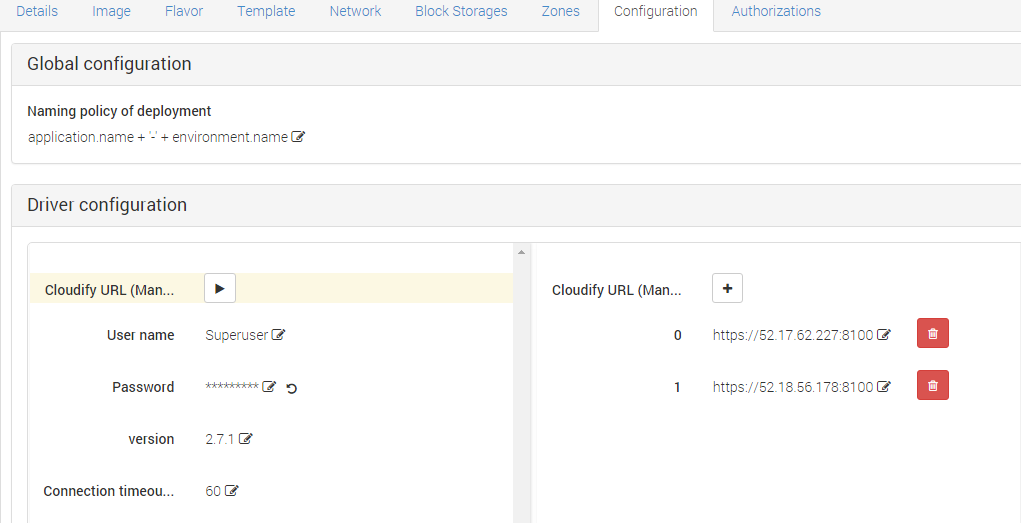 Details Image Flavor Template Network Block Storages Zones Configuration Authorizations
Global configuration
Naming policy of deployment
application.name + '-' + environment.name
Driver configuration
Cloudify URL (Man...
User name Superuser
Password *********
version 2.7.1
Connection timeou... 60
Cloudify URL (Man...
0 https://52.17.62.227:8100
1 https://52.18.56.178:8100